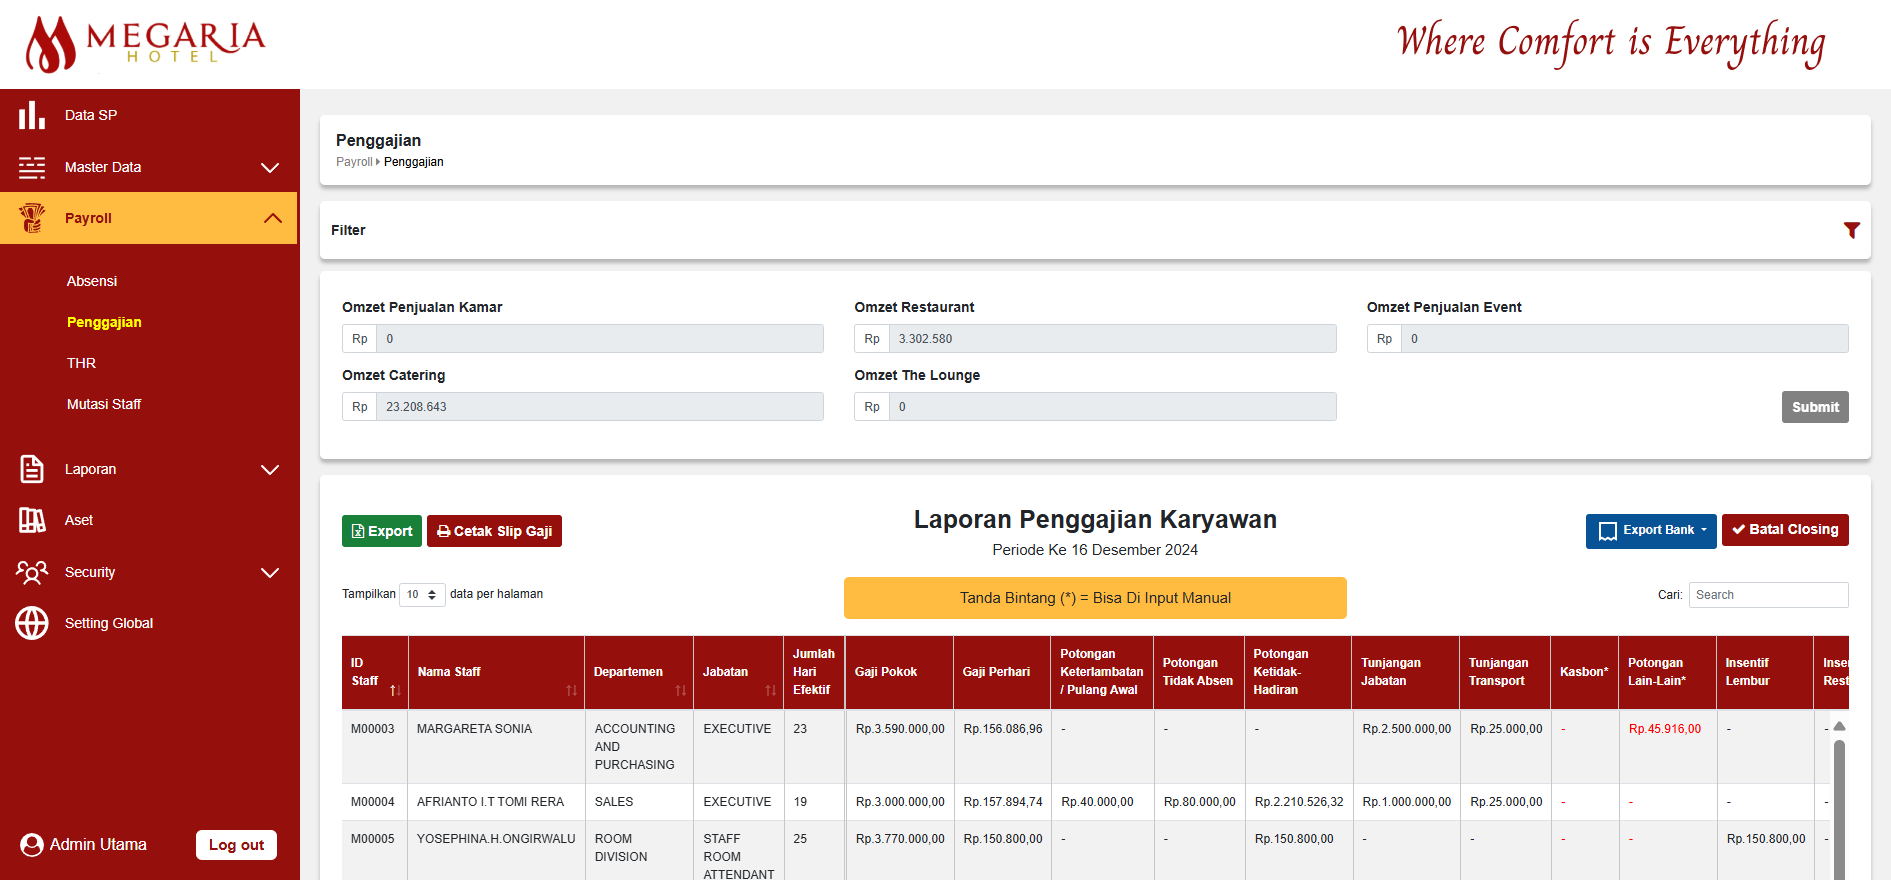 MEGARIA
HOTEL
Where Comfort is Everything
Data SP
Master Data
Payroll
Absensi
Penggajian
THR
Mutasi Staff
Laporan
Aset
Security
Setting Global
Admin Utama
Log out
Penggajian
Payroll Penggajian
Filter
Omzet Penjualan Kamar
Rp 0
Omzet Restaurant
Rp 3.302.580
Omzet Penjualan Event
Rp 0
Omzet Catering
Rp 23.208.643
Omzet The Lounge
Rp 0
Submit
Export
Cetak Slip Gaji
Laporan Penggajian Karyawan
Periode Ke 16 Desember 2024
Export Bank
Batal Closing
Tampilkan 10 data per halaman
Tanda Bintang (*) = Bisa Di Input Manual
Cari: Search
ID
Staff
Nama Staff
Departemen
Jabatan
Jumlah
Hari
Efektif
Gaji Pokok
Gaji Perhari
Potongan
Keterlambatan
/ Pulang Awal
Potongan
Tidak Absen
Potongan
Ketidak-
Hadiran
Tunjangan
Jabatan
Tunjangan
Transport
Kasbon*
Potongan
Lain-Lain*
Insentif
Lembur
M00003 MARGARETA SONIA ACCOUNTING EXECUTIVE 23 Rp.3.590.000,00 Rp.156.086,96 - - - Rp.2.500.000,00 Rp.25.000,00 - Rp.45.916,00 - -
AND
PURCHASING
M00004 AFRIANTO I.T TOMI RERA SALES EXECUTIVE 19 Rp.3.000.000,00 Rp.157.894,74 Rp.40.000,00 Rp.80.000,00 Rp.2.210.526,32 Rp.1.000.000,00 Rp.25.000,00 - - - -
M00005 YOSEPHINA.H.ONGIRWALU ROOM STAFF 25 Rp.3.770.000,00 Rp.150.800,00 - - Rp.150.800,00 - - - - Rp.150.800,00 -
DIVISION ROOM
ATTENDANT